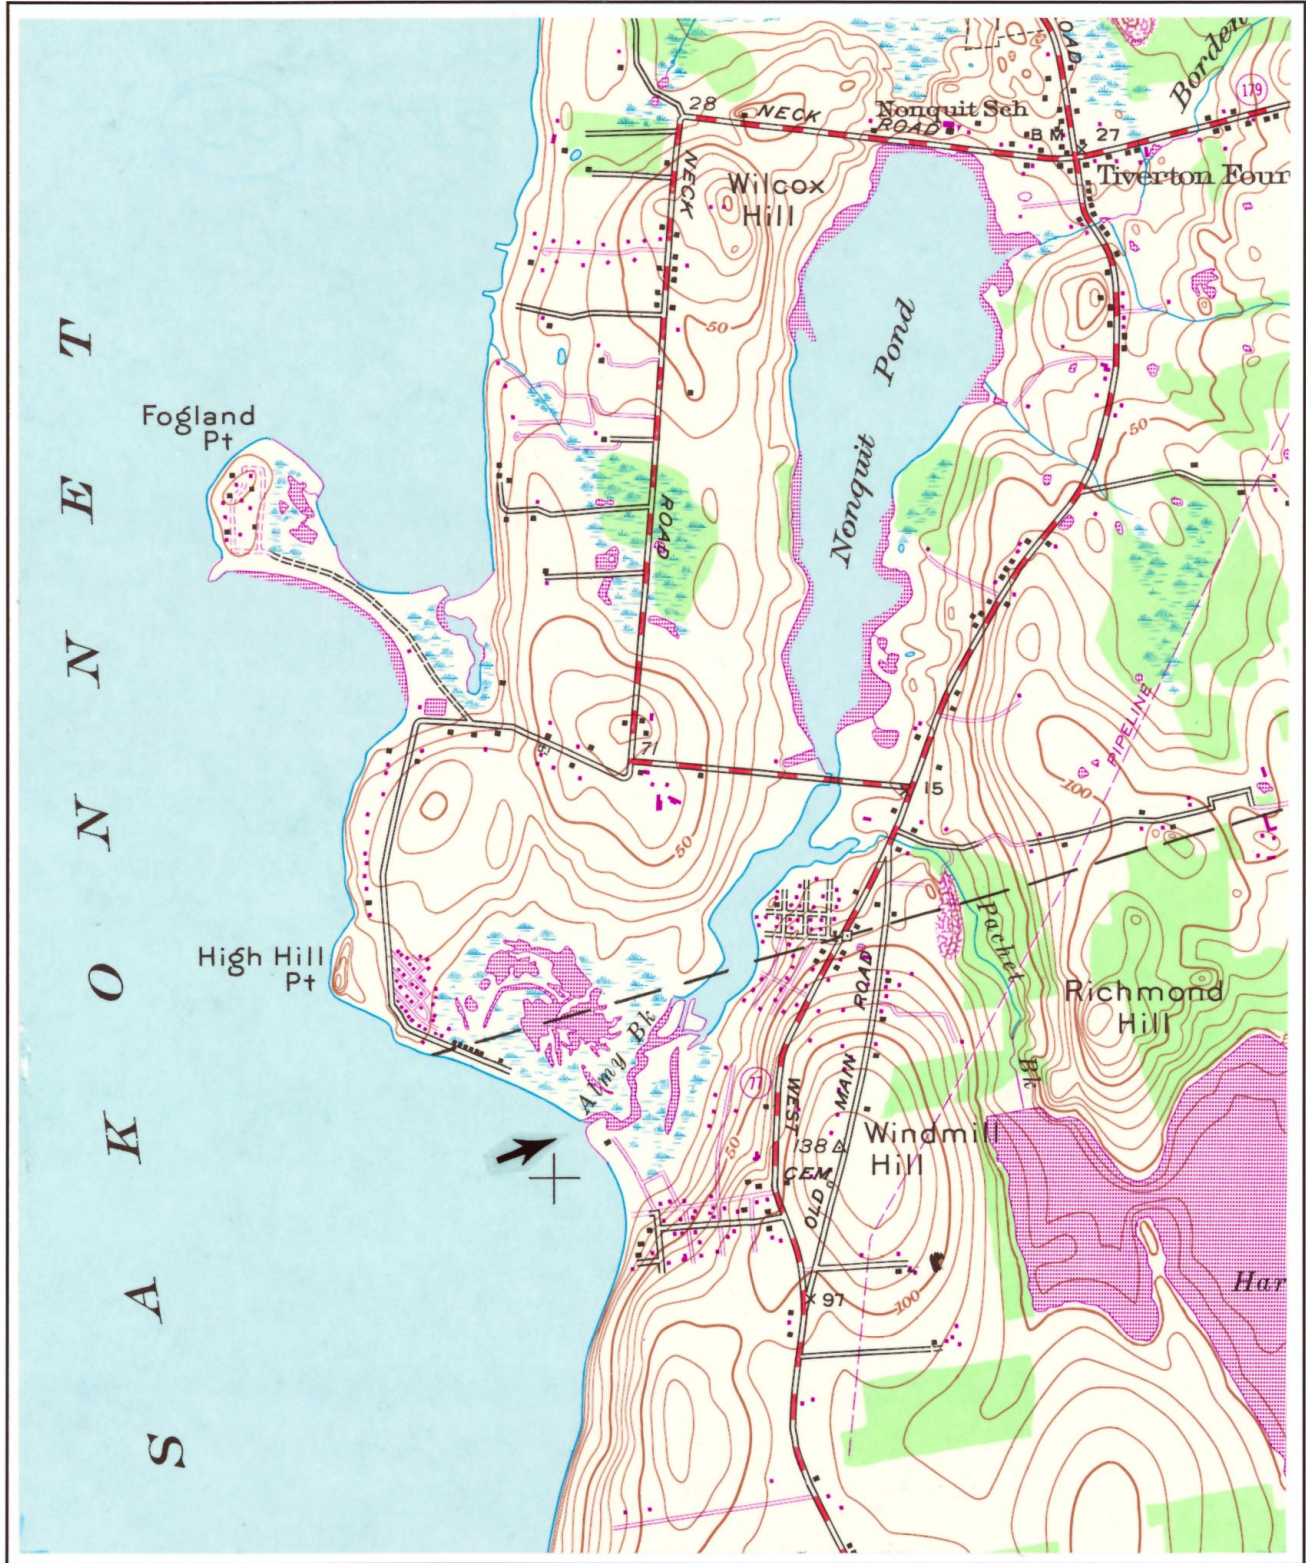 OAD
Borden
179
28
NECK
ROAD
Nonquit Sch
BM
27
Tiverton Four
NECK
Wilcox
Hill
50
Nonquit Pond
Fogland
Pt
50
ROAD
SAKONNET
PIPELINE
71
15
100
50
Pachet Bk
High Hill
Pt
Almy Bk
OLD MAIN ROAD
Richmond
Hill
77
WEST
50
138
Windmill
Hill
CEM
97
100
Har